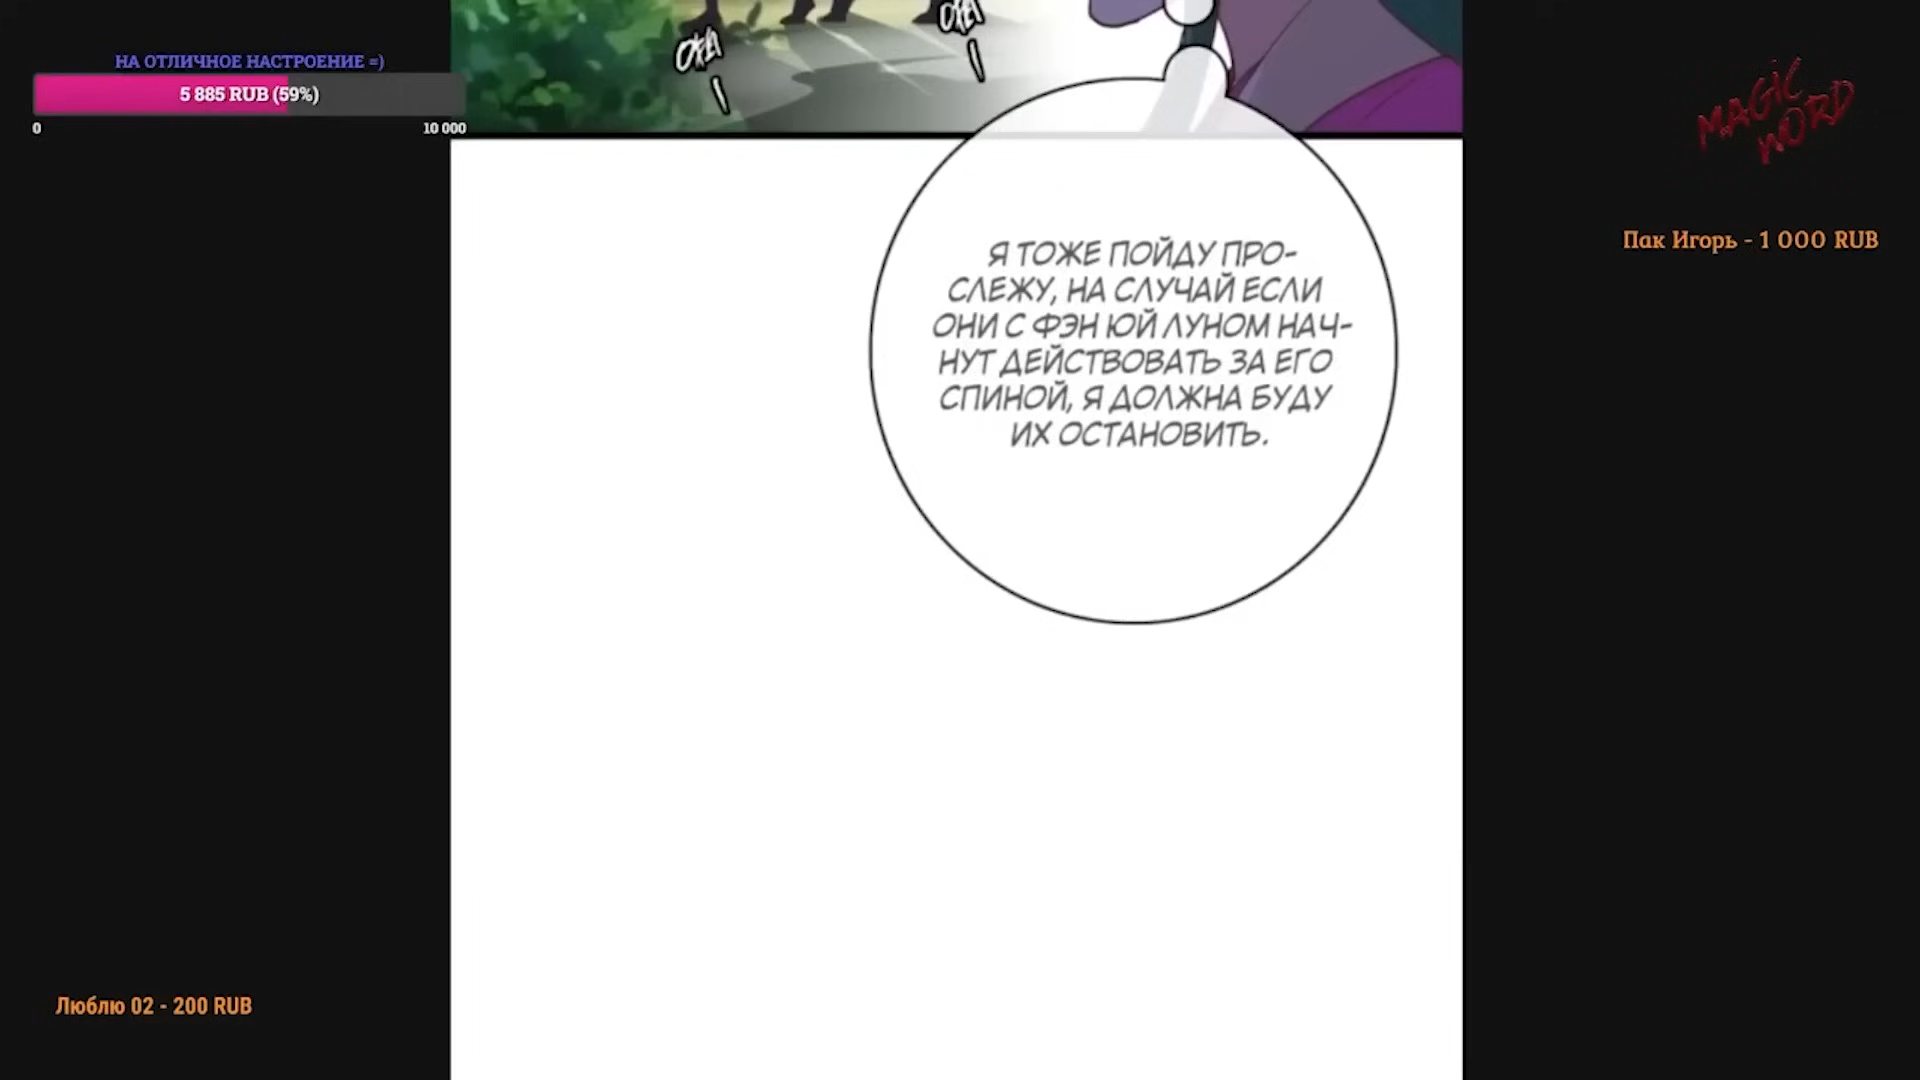 НА ОТЛИЧНОЕ НАСТРОЕНИЕ =)
5 885 RUB (59%)
0
10 000
MAGIC
WORD
Пак Игорь - 1 000 RUB
Я ТОЖЕ ПОЙДУ ПРО-
СЛЕЖУ, НА СЛУЧАЙ ЕСЛИ
ОНИ С ФЭН ЮЙ ЛУНОМ НАЧ-
НУТ ДЕЙСТВОВАТЬ ЗА ЕГО
СПИНОЙ, Я ДОЛЖНА БУДУ
ИХ ОСТАНОВИТЬ.
Люблю 02 - 200 RUB